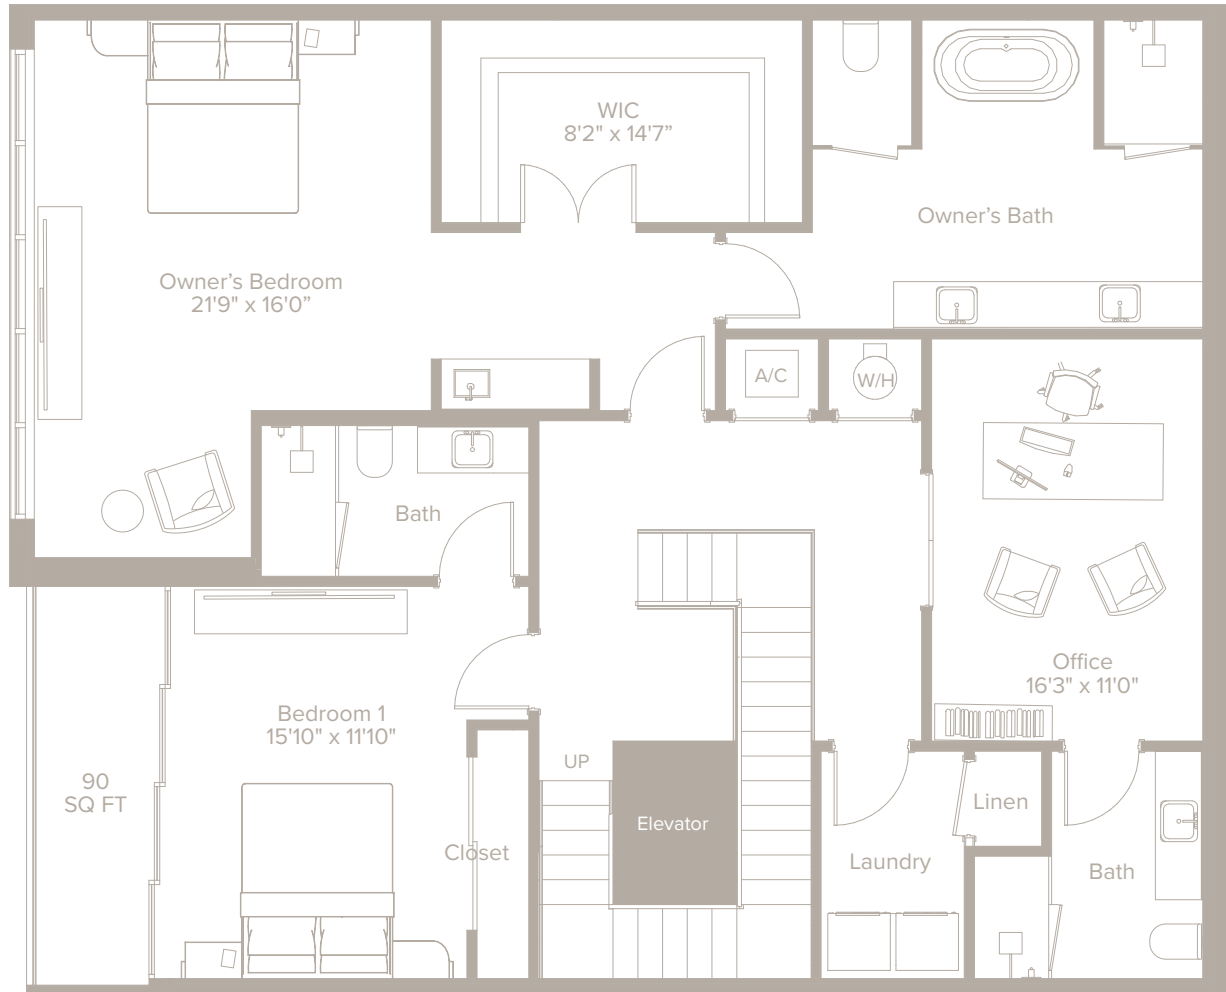 WIC
8'2" x 14'7”
Owner’s Bath
Owner’s Bedroom
21'9" x 16'0”
A/C
W/H
Bath
Office
16'3" x 11'0"
Bedroom 1
15'10" x 11'10"
90
SQ FT
UP
Elevator
Closet
Linen
Laundry
Bath